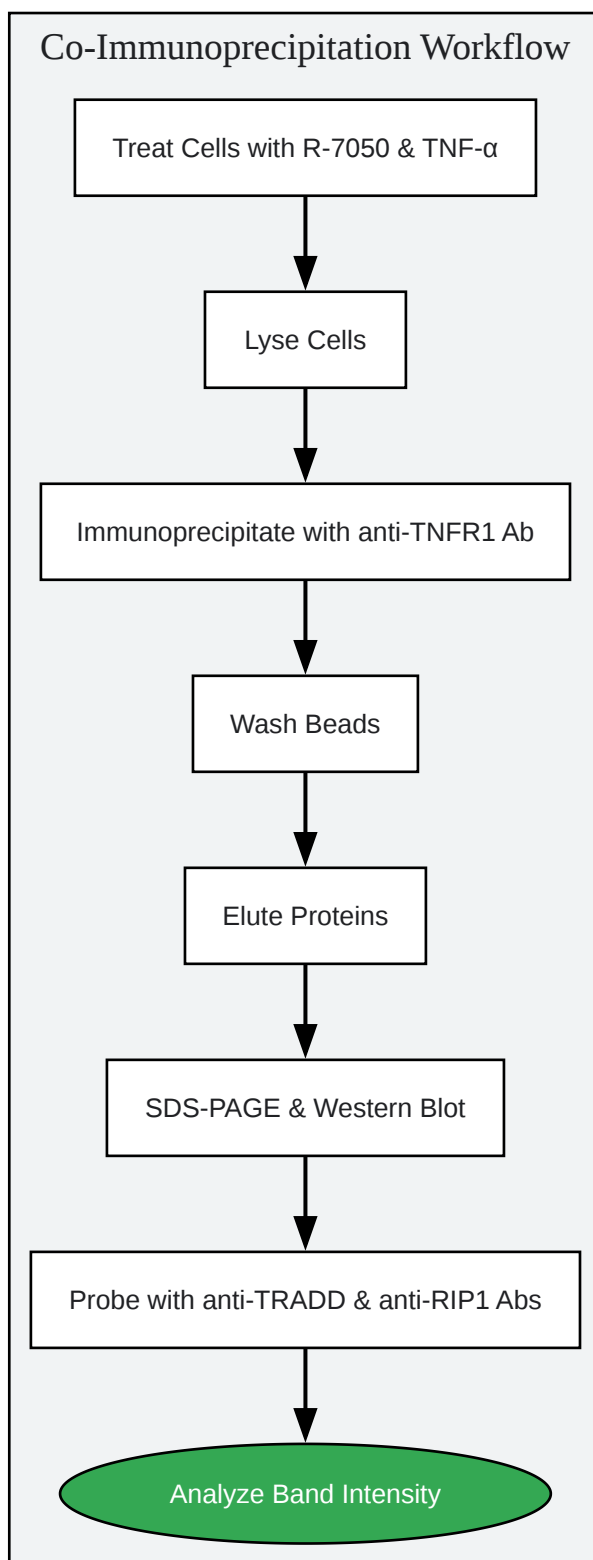 Co-Immunoprecipitation Workflow
Treat Cells with R-7050 & TNF-α
Lyse Cells
Immunoprecipitate with anti-TNFR1 Ab
Wash Beads
Elute Proteins
SDS-PAGE & Western Blot
Probe with anti-TRADD & anti-RIP1 Abs
Analyze Band Intensity